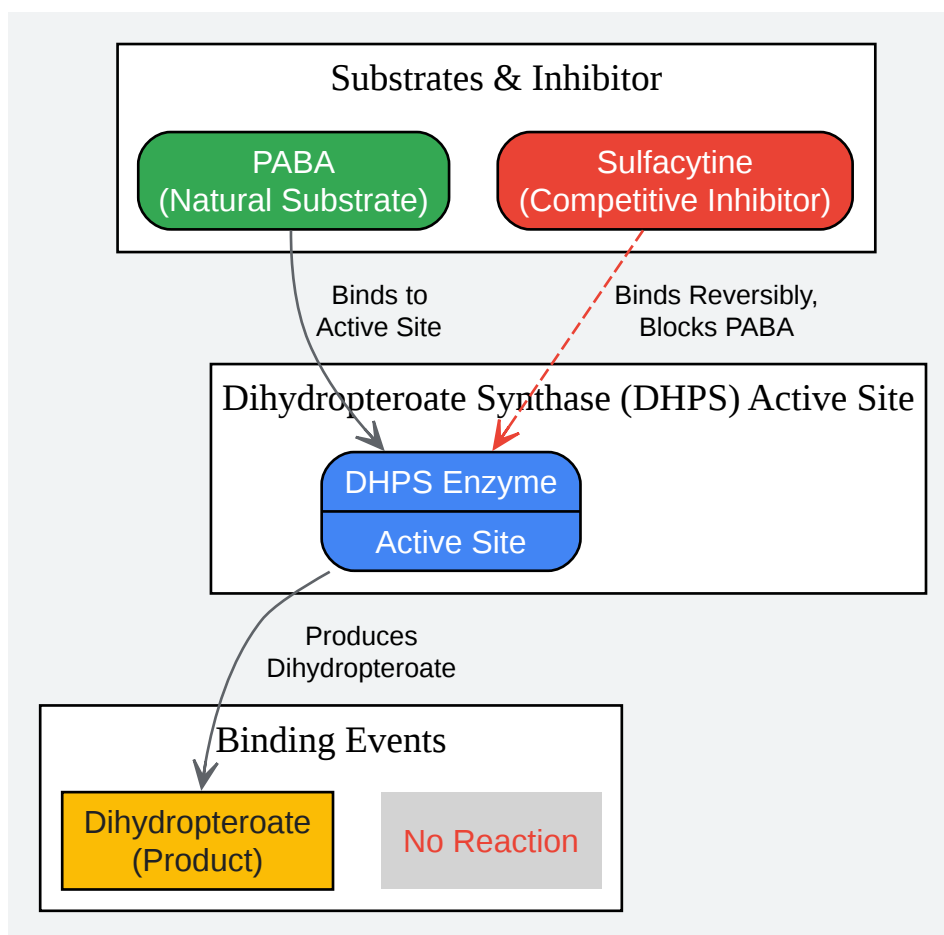 Substrates & Inhibitor
PABA
(Natural Substrate)
Sulfacytine
(Competitive Inhibitor)
Binds to
Active Site
Binds Reversibly,
Blocks PABA
Dihydropteroate Synthase (DHPS) Active Site
DHPS Enzyme
Active Site
Produces
Dihydropteroate
Binding Events
Dihydropteroate
(Product)
No Reaction